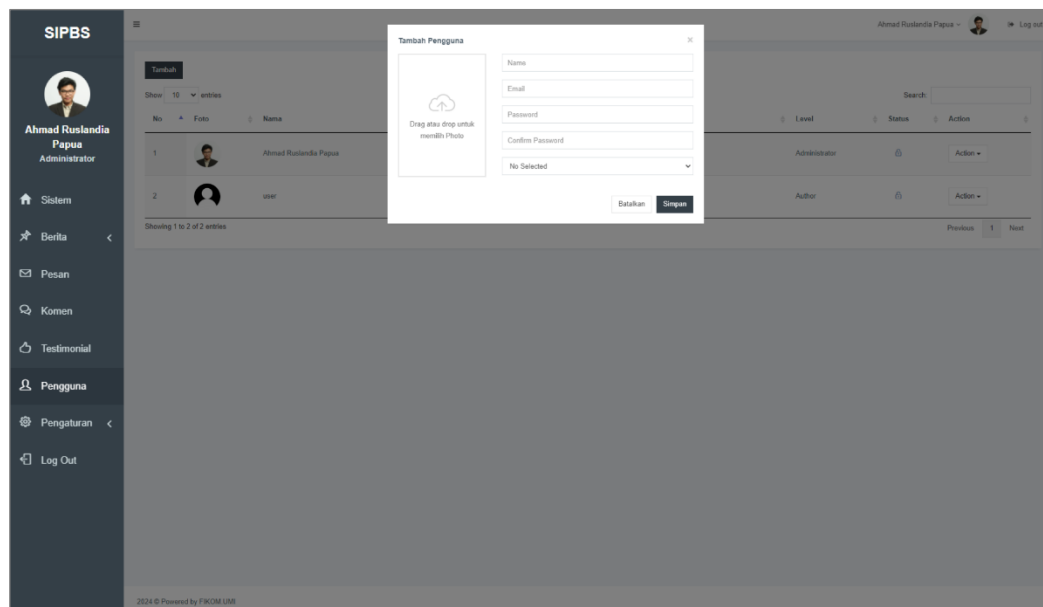 SIPBS
Ahmad Ruslandia Papua
Log out
Ahmad Ruslandia
Papua
Administrator
Sistem
Berita
Pesan
Komen
Testimonial
Pengguna
Pengaturan
Log Out
Tambah
Show 10 entries
Search:
No Foto Nama Level Status Action
1 Ahmad Ruslandia Papua Administrator Action
2 user Author Action
Showing 1 to 2 of 2 entries
Previous 1 Next
Tambah Pengguna
×
Drag atau drop untuk
memilih Photo
Name
Email
Password
Confirm Password
No Selected
Batalkan Simpan
2024 © Powered by FIKOM UMI